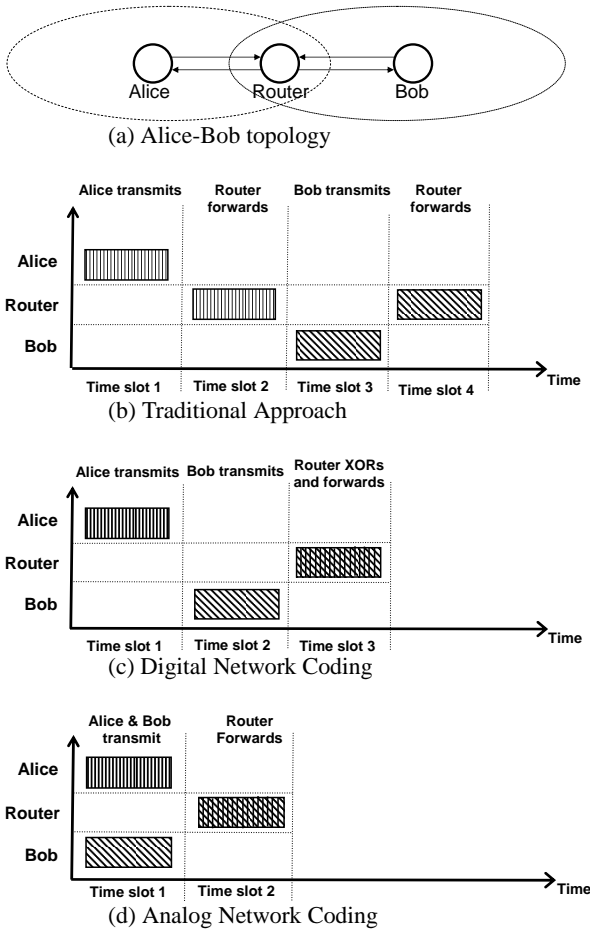 Alice Router Bob
(a) Alice-Bob topology
Alice transmits Router forwards Bob transmits Router forwards
Alice
Router
Bob
Time slot 1 Time slot 2 Time slot 3 Time slot 4 Time
(b) Traditional Approach
Alice transmits Bob transmits Router XORs and forwards
Alice
Router
Bob
Time slot 1 Time slot 2 Time slot 3 Time
(c) Digital Network Coding
Alice & Bob transmit Router Forwards
Alice
Router
Bob
Time slot 1 Time slot 2 Time
(d) Analog Network Coding